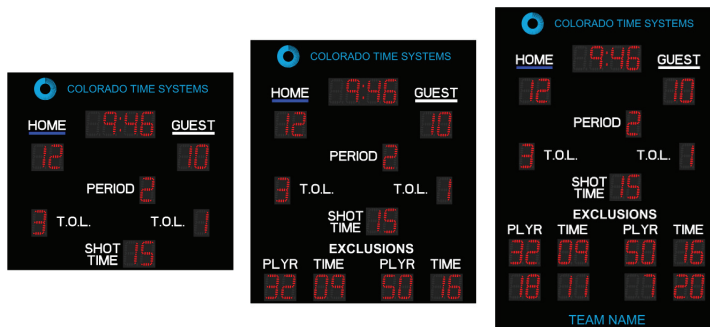 COLORADO TIME SYSTEMS
HOME 9:46 GUEST
12 10
PERIOD 2
3 T.O.L. T.O.L. 1
SHOT TIME 15
COLORADO TIME SYSTEMS
HOME 9:46 GUEST
12 10
PERIOD 2
3 T.O.L. T.O.L. 1
SHOT TIME 15
EXCLUSIONS
PLYR TIME PLYR TIME
32 09 50 16
COLORADO TIME SYSTEMS
HOME 9:46 GUEST
12 10
PERIOD 2
3 T.O.L. T.O.L. 1
SHOT TIME 15
EXCLUSIONS
PLYR TIME PLYR TIME
32 09 50 16
18 11 7 20
TEAM NAME